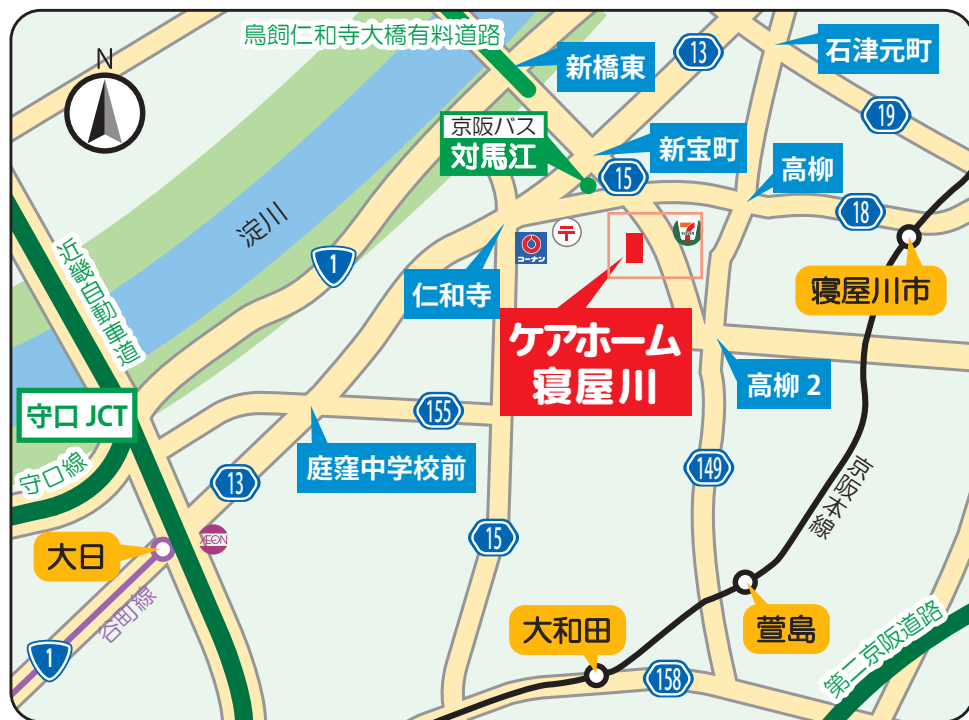 鳥飼仁和寺大橋有料道路
N
新橋東
13
石津元町
19
京阪バス
対馬江
新宝町
15
高柳
18
淀川
1
近畿自動車道
コーナン
〒
7
ELEVEN
仁和寺
寝屋川市
ケアホーム
寝屋川
高柳 2
守口 JCT
155
守口線
13
庭窪中学校前
149
京阪本線
15
大日
ÆON
谷町線
1
大和田
萱島
158
第二京阪道路